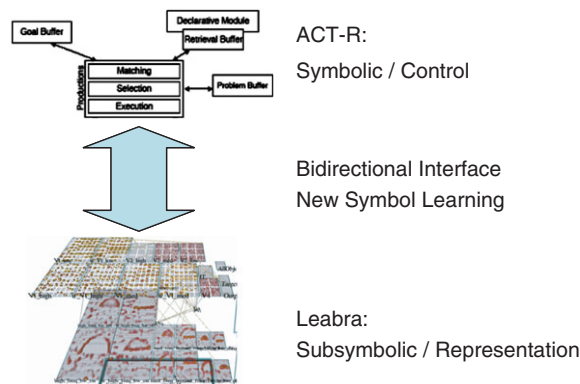 Declarative Module
Goal Buffer
Retrieval Buffer
Productions
Matching
Selection
Execution
Problem Buffer
ACT-R:
Symbolic / Control
Bidirectional Interface
New Symbol Learning
Leabra:
Subsymbolic / Representation